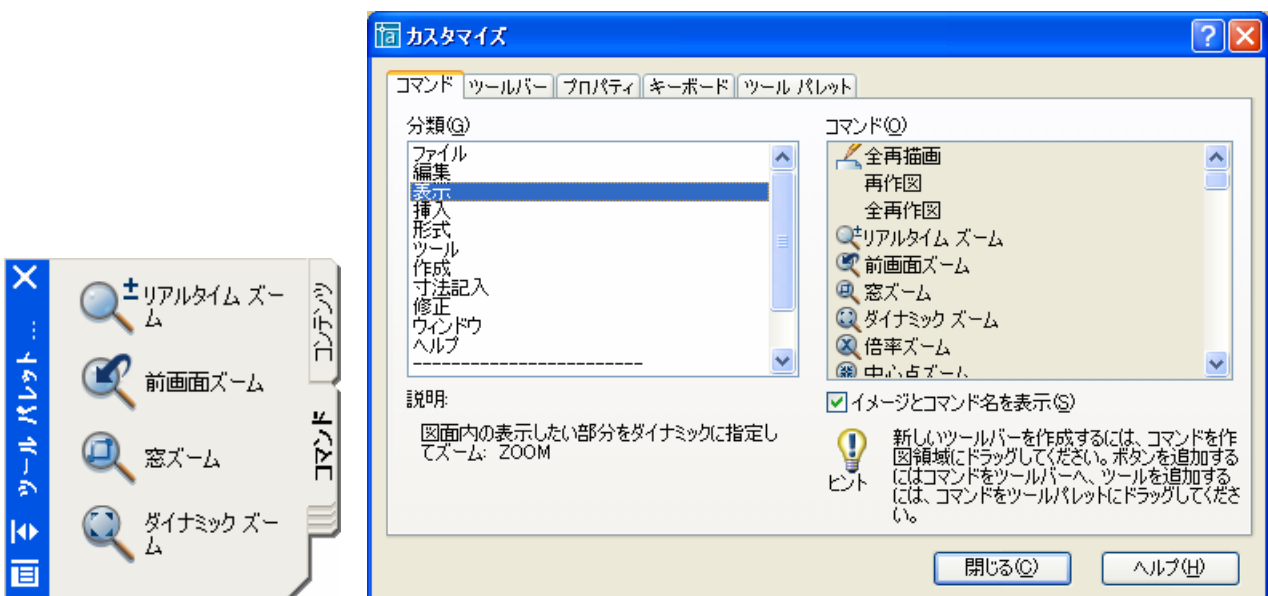 カスタマイズ
コマンド ツールバー プロパティ キーボード ツール パレット
分類(G)
ファイル
編集
表示
挿入
形式
ツール
作成
寸法記入
修正
ウィンドウ
ヘルプ
------------------------
説明:
図面内の表示したい部分をダイナミックに指定し
てズーム: ZOOM
コマンド(O)
全再描画
再作図
全再作図
リアルタイム ズーム
前画面ズーム
窓ズーム
ダイナミック ズーム
倍率ズーム
中心点ズーム
イメージとコマンド名を表示(S)
ヒント
新しいツールバーを作成するには、コマンドを作
図領域にドラッグしてください。ボタンを追加する
にはコマンドをツールバーへ、ツールを追加する
には、コマンドをツールパレットにドラッグしてくださ
い。
閉じる(C)
ヘルプ(H)
ツール パレット ...
リアルタイム ズー
ム
前画面ズーム
窓ズーム
ダイナミック ズー
ム
コンテンツ
コマンド